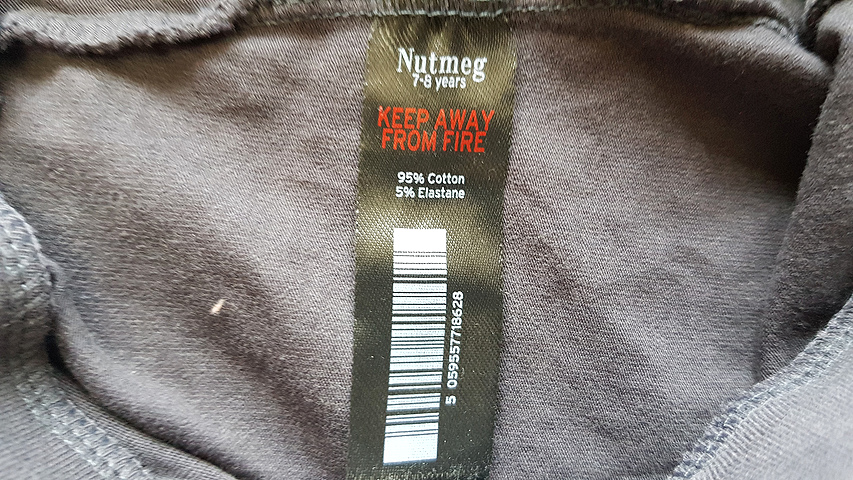 Nutmeg
7-8 years
KEEP AWAY
FROM FIRE
95% Cotton
5% Elastane
5 059557718628